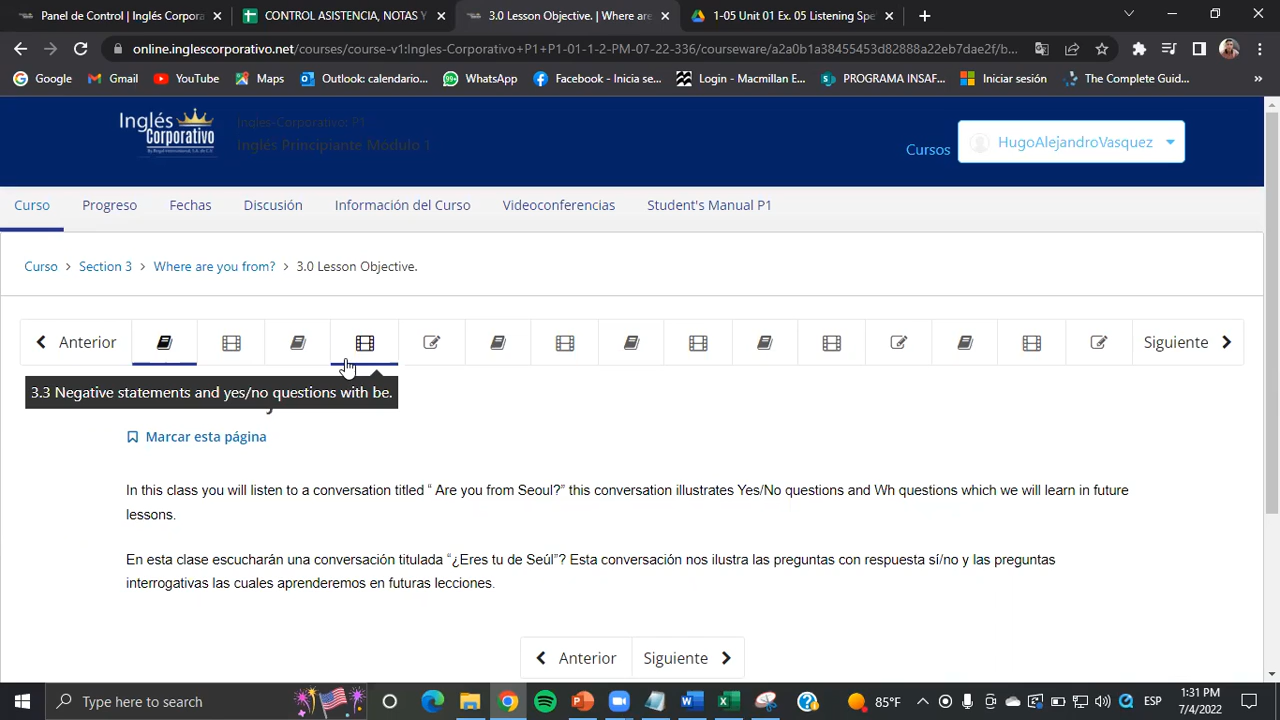 Panel de Control | Inglés Corpora
CONTROL ASISTENCIA, NOTAS Y
3.0 Lesson Objective. | Where are
1-05 Unit 01 Ex. 05 Listening Spe
online.inglescorporativo.net/courses/course-v1:Ingles-Corporativo+P1+P1-01-1-2-PM-07-22-336/courseware/a2a0b1a38455453d82888a22eb7dae2f/b...
Google
Gmail
YouTube
Maps
Outlook: calendario...
WhatsApp
Facebook - Inicia se...
Login - Macmillan E...
PROGRAMA INSAF...
Iniciar sesión
The Complete Guid...
Inglés Corporativo
Ingles-Corporativo: P1
Inglés Principiante Módulo 1
Cursos
HugoAlejandroVasquez
Curso
Progreso
Fechas
Discusión
Información del Curso
Videoconferencias
Student's Manual P1
Curso > Section 3 > Where are you from? > 3.0 Lesson Objective.
Anterior
Siguiente
3.3 Negative statements and yes/no questions with be.
Marcar esta página
In this class you will listen to a conversation titled “ Are you from Seoul?” this conversation illustrates Yes/No questions and Wh questions which we will learn in future
lessons.
En esta clase escucharán una conversación titulada “¿Eres tu de Seúl”? Esta conversación nos ilustra las preguntas con respuesta sí/no y las preguntas
interrogativas las cuales aprenderemos en futuras lecciones.
Anterior
Siguiente
Type here to search
85°F
ESP
1:31 PM
7/4/2022